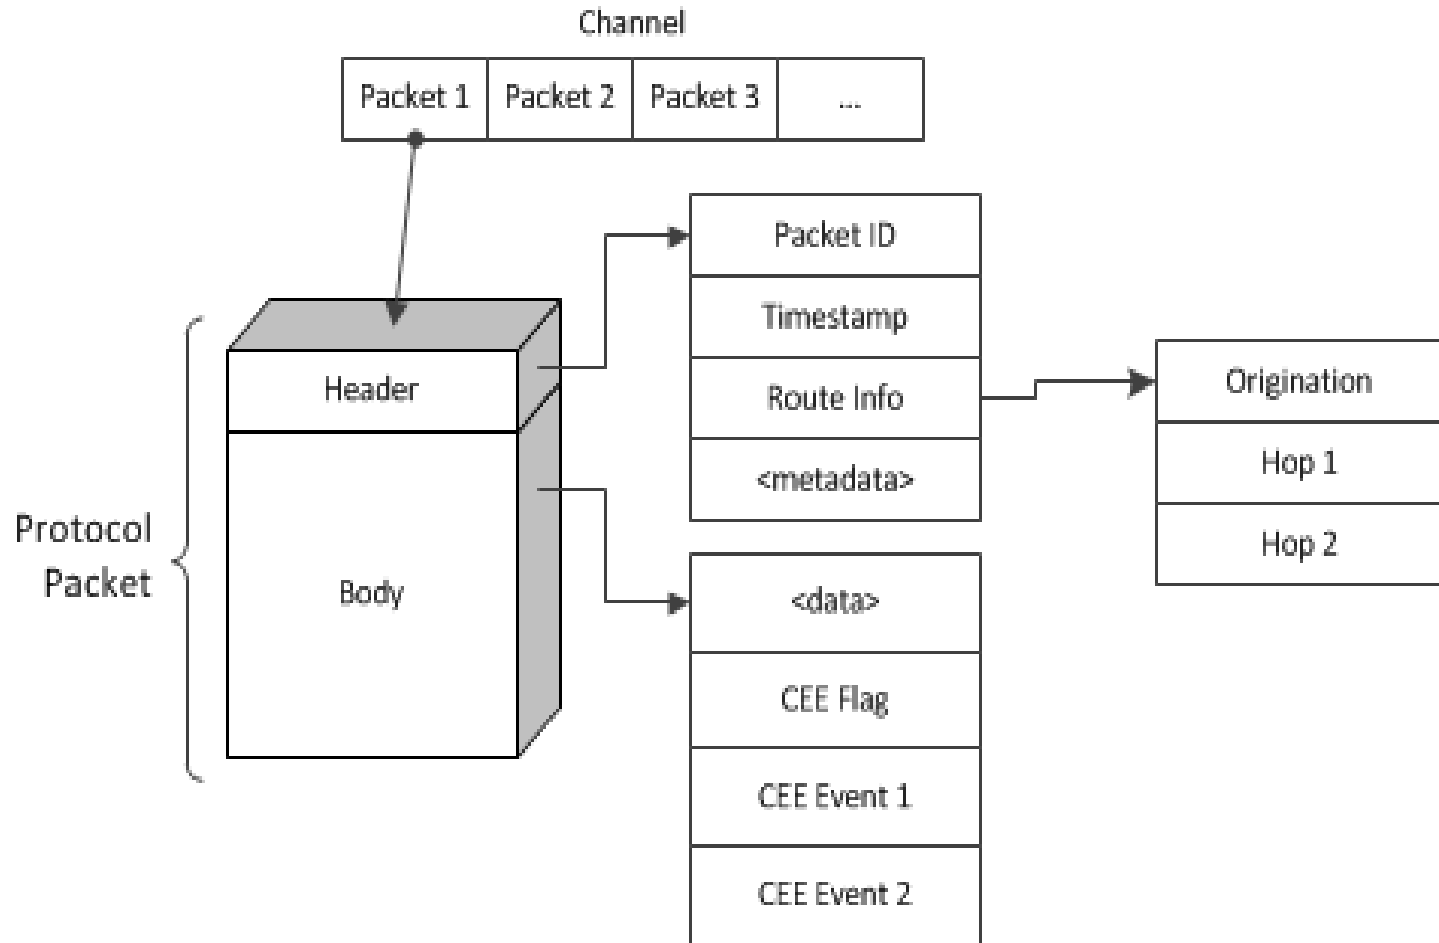 Channel
Packet 1 Packet 2 Packet 3 ...
Packet ID
Timestamp
Route Info
<metadata>
Origination
Hop 1
Hop 2
Header
Body
Protocol
Packet
<data>
CEE Flag
CEE Event 1
CEE Event 2